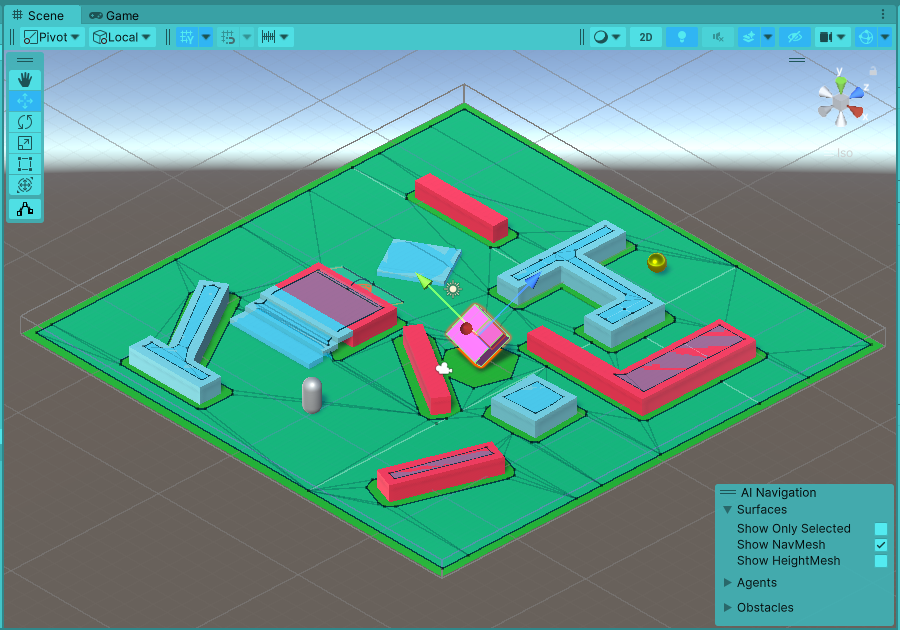 Scene Game
Pivot Local 2D
y
z
Iso
AI Navigation
Surfaces
Show Only Selected
Show NavMesh
Show HeightMesh
Agents
Obstacles